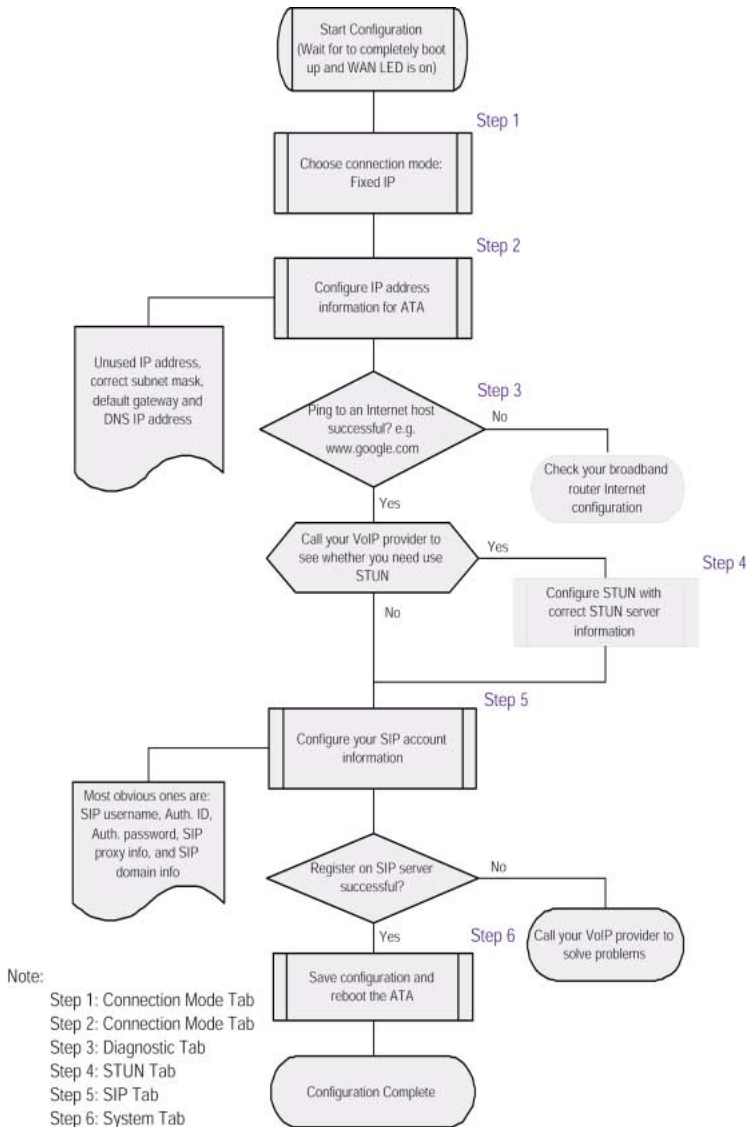 Start Configuration
(Wait for to completely boot
up and WAN LED is on)
Step 1
Choose connection mode:
Fixed IP
Step 2
Configure IP address
information for ATA
Unused IP address,
correct subnet mask,
default gateway and
DNS IP address
Step 3
Ping to an Internet host
successful? e.g.
www.google.com
No
Check your broadband
router Internet
configuration
Yes
Call your VoIP provider to
see whether you need use
STUN
Yes
Step 4
Configure STUN with
correct STUN server
information
No
Step 5
Configure your SIP account
information
Most obvious ones are:
SIP username, Auth. ID,
Auth. password, SIP
proxy info, and SIP
domain info
Register on SIP server
successful?
No
Call your VoIP provider to
solve problems
Yes
Step 6
Save configuration and
reboot the ATA
Configuration Complete
Note:
Step 1: Connection Mode Tab
Step 2: Connection Mode Tab
Step 3: Diagnostic Tab
Step 4: STUN Tab
Step 5: SIP Tab
Step 6: System Tab